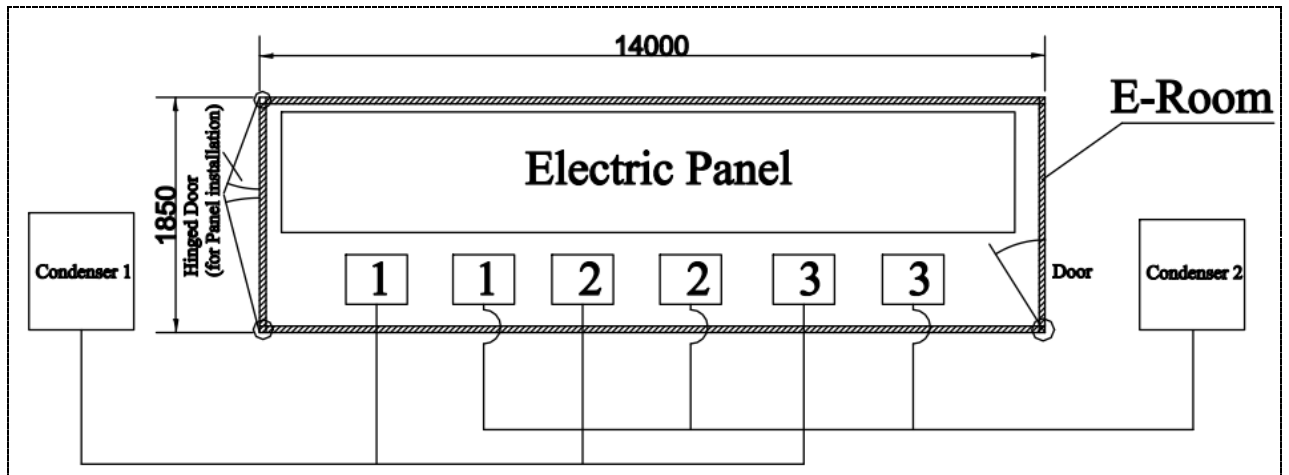 14000
E-Room
Electric Panel
1850
Hinged Door
(for Panel installation)
Condenser 1
1
1
2
2
3
3
Door
Condenser 2